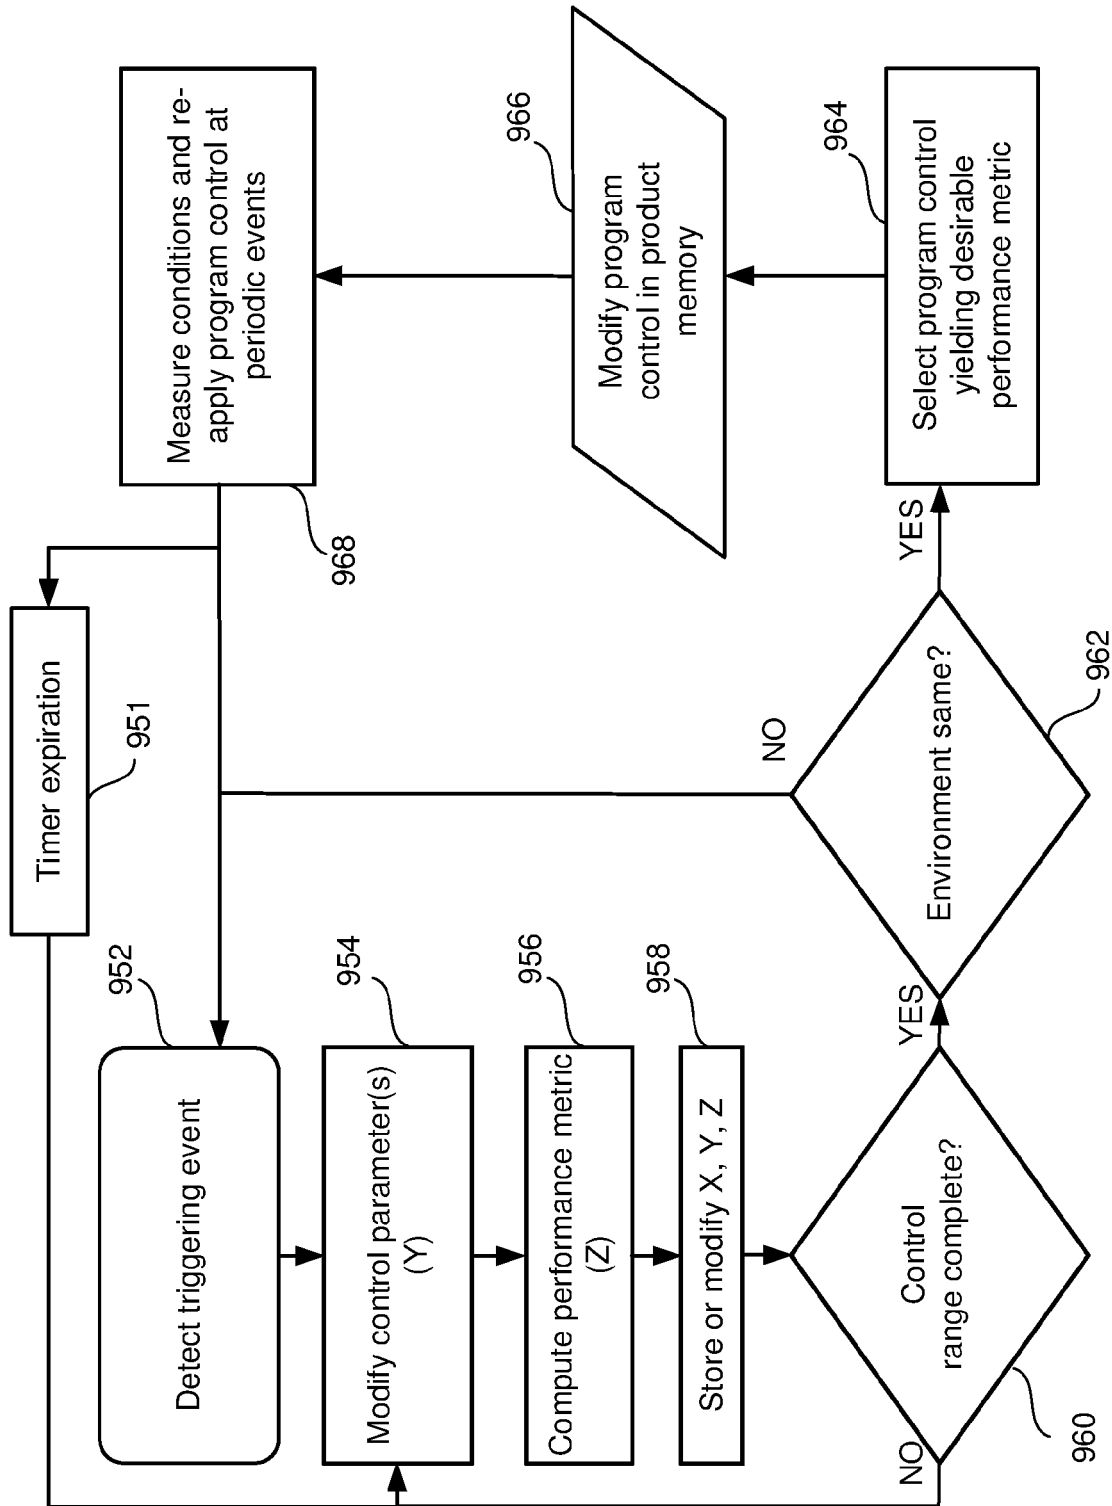 Timer expiration
951
Detect triggering event
952
Modify control parameter(s)
(Y)
954
Compute performance metric
(Z)
956
Store or modify X, Y, Z
958
Control
range complete?
960
NO
YES
Environment same?
962
NO
YES
Select program control
yielding desirable
performance metric
964
Modify program
control in product
memory
966
Measure conditions and re-
apply program control at
periodic events
968